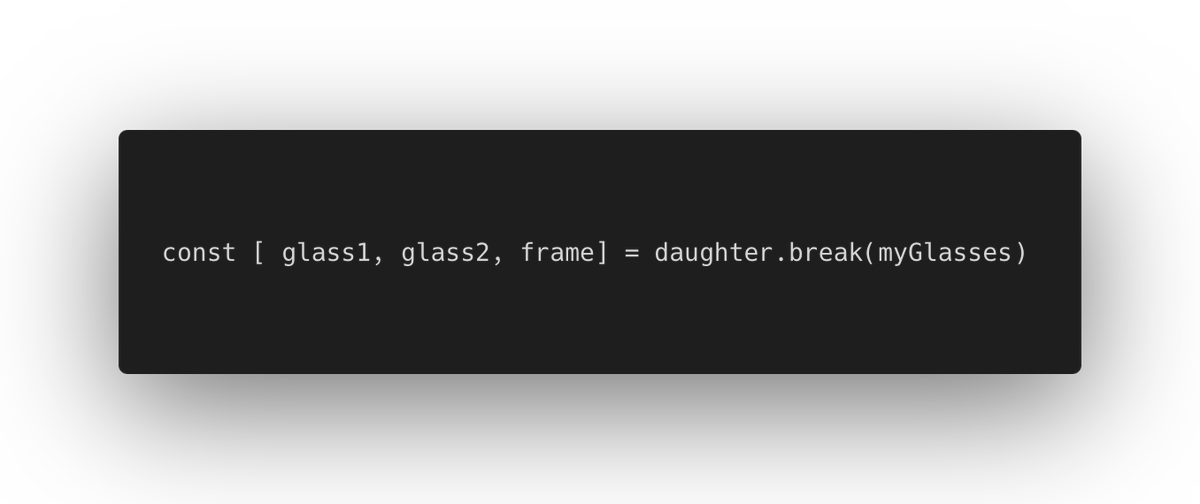 const [ glass1, glass2, frame] = daughter.break(myGlasses)